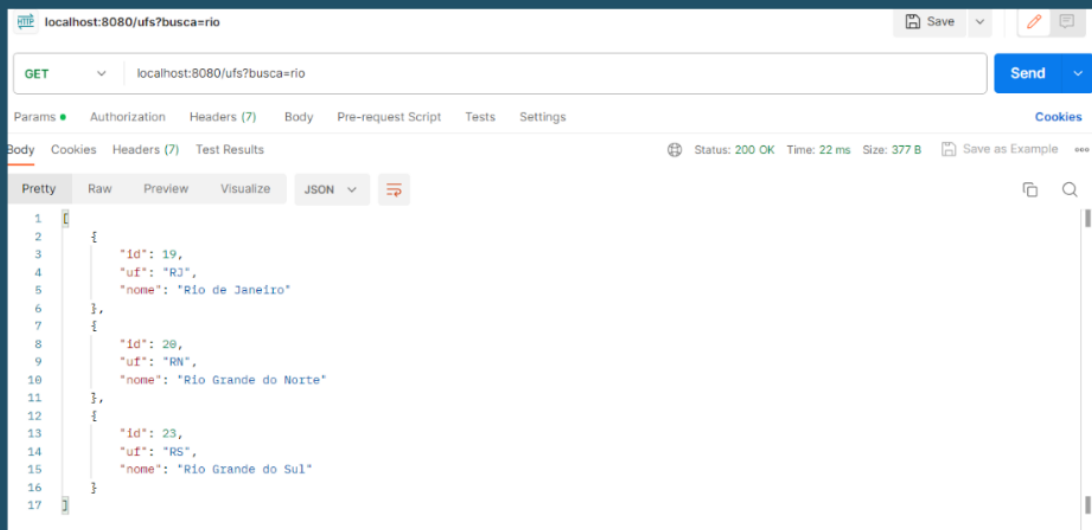 HTTP localhost:8080/ufs?busca=rio Save
GET localhost:8080/ufs?busca=rio Send
Params Authorization Headers (7) Body Pre-request Script Tests Settings Cookies
Body Cookies Headers (7) Test Results Status: 200 OK Time: 22 ms Size: 377 B Save as Example
Pretty Raw Preview Visualize JSON
1 [
2 {
3 "id": 19,
4 "uf": "RJ",
5 "nome": "Rio de Janeiro"
6 },
7 {
8 "id": 20,
9 "uf": "RN",
10 "nome": "Rio Grande do Norte"
11 },
12 {
13 "id": 23,
14 "uf": "RS",
15 "nome": "Rio Grande do Sul"
16 }
17 ]